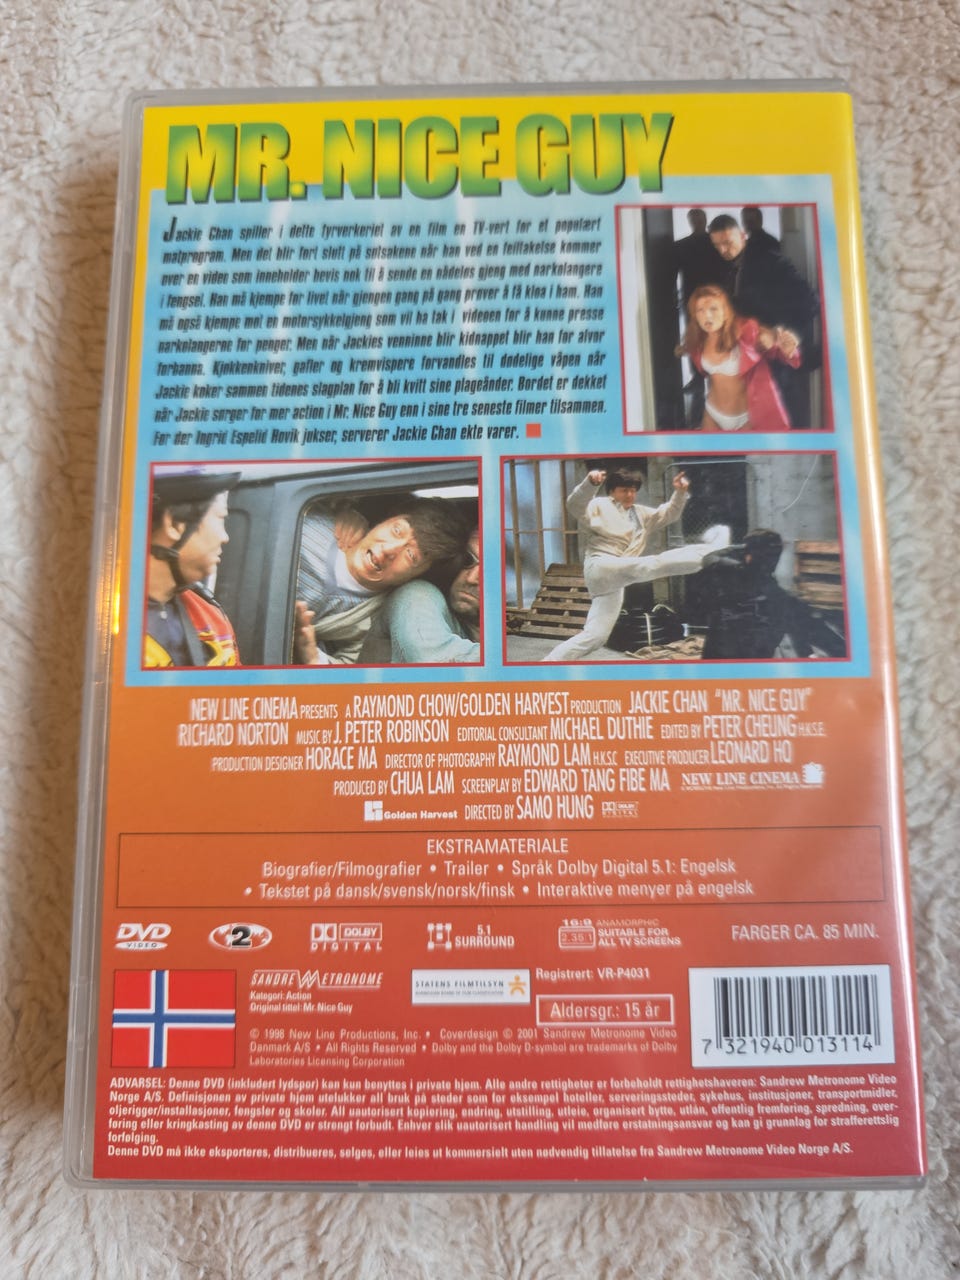 MR. NICE GUY
Jackie Chan spiller i dette fyrverkeriet av en film en TV-vert for et populært
matprogram. Men det blir fort slutt på sølsakene når han ved en feiltakelse kommer
over en video som inneholder bevis nok til å sende en nådeløs gjeng med narkolangere
i fengsel. Han må kjempe for livet når gjengen gang på gang prøver å få kloa i ham. Han
må også kjempe mot en motorsykkelgjeng som vil ha tak i videoen for å kunne presse
narkolangerne for penger. Men når Jackies venninne blir kidnappet blir han for alvor
forbanna. Kjøkkenkniver, gafler og kremvispere forvandles til dødelige våpen når
Jackie koker sammen tidenes slagplan for å bli kvitt sine plageånder. Bordet er dekket
når Jackie sørger for mer action i Mr. Nice Guy enn i sine tre seneste filmer tilsammen.
For der Ingrid Espelid Hovik jukser, serverer Jackie Chan ekte varer.
NEW LINE CINEMA PRESENTS A RAYMOND CHOW/GOLDEN HARVEST PRODUCTION JACKIE CHAN "MR. NICE GUY"
RICHARD NORTON MUSIC BY J. PETER ROBINSON EDITORIAL CONSULTANT MICHAEL DUTHIE EDITED BY PETER CHEUNG H.K.S.E.
PRODUCTION DESIGNER HORACE MA DIRECTOR OF PHOTOGRAPHY RAYMOND LAM H.K.S.C EXECUTIVE PRODUCER LEONARD HO
PRODUCED BY CHUA LAM SCREENPLAY BY EDWARD TANG FIBE MA NEW LINE CINEMA
Golden Harvest DIRECTED BY SAMO HUNG DOLBY DIGITAL
EKSTRAMATERIALE
Biografier/Filmografier • Trailer • Språk Dolby Digital 5.1: Engelsk
• Tekstet på dansk/svensk/norsk/finsk • Interaktive menyer på engelsk
DVD VIDEO
2
DOLBY DIGITAL
5.1 SURROUND
16:9 ANAMORPHIC
2.35:1 SUITABLE FOR ALL TV SCREENS
FARGER CA. 85 MIN.
SANDREW METRONOME
Kategori: Action
Original tittel: Mr. Nice Guy
STATENS FILMTILSYN
NORWEGIAN BOARD OF FILM CLASSIFICATION
Registrert: VR-P4031
Aldersgr.: 15 år
7 321940 013114
© 1998 New Line Productions, Inc. • Coverdesign © 2001 Sandrew Metronome Video
Danmark A/S • All Rights Reserved • Dolby and the Dolby D-symbol are trademarks of Dolby
Laboratories Licensing Corporation
ADVARSEL: Denne DVD (inkludert lydspor) kan kun benyttes i private hjem. Alle andre rettigheter er forbeholdt rettighetshaveren: Sandrew Metronome Video
Norge A/S. Definisjonen av private hjem utelukker all bruk på steder som for eksempel hoteller, serveringssteder, sykehus, institusjoner, transportmidler,
oljerigger/installasjoner, fengsler og skoler. All uautorisert kopiering, endring, utstilling, utleie, organisert bytte, utlån, offentlig fremføring, spredning, over-
føring eller kringkasting av denne DVD er strengt forbudt. Enhver slik uautorisert handling vil medføre erstatningsansvar og kan gi grunnlag for strafferettslig
forfølging.
Denne DVD må ikke eksporteres, distribueres, selges, eller leies ut kommersielt uten nødvendig tillatelse fra Sandrew Metronome Video Norge A/S.